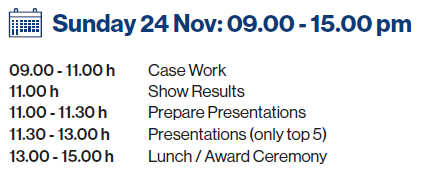 Sunday 24 Nov: 09.00 - 15.00 pm
09.00 - 11.00 h Case Work
11.00 h Show Results
11.00 - 11.30 h Prepare Presentations
11.30 - 13.00 h Presentations (only top 5)
13.00 - 15.00 h Lunch / Award Ceremony